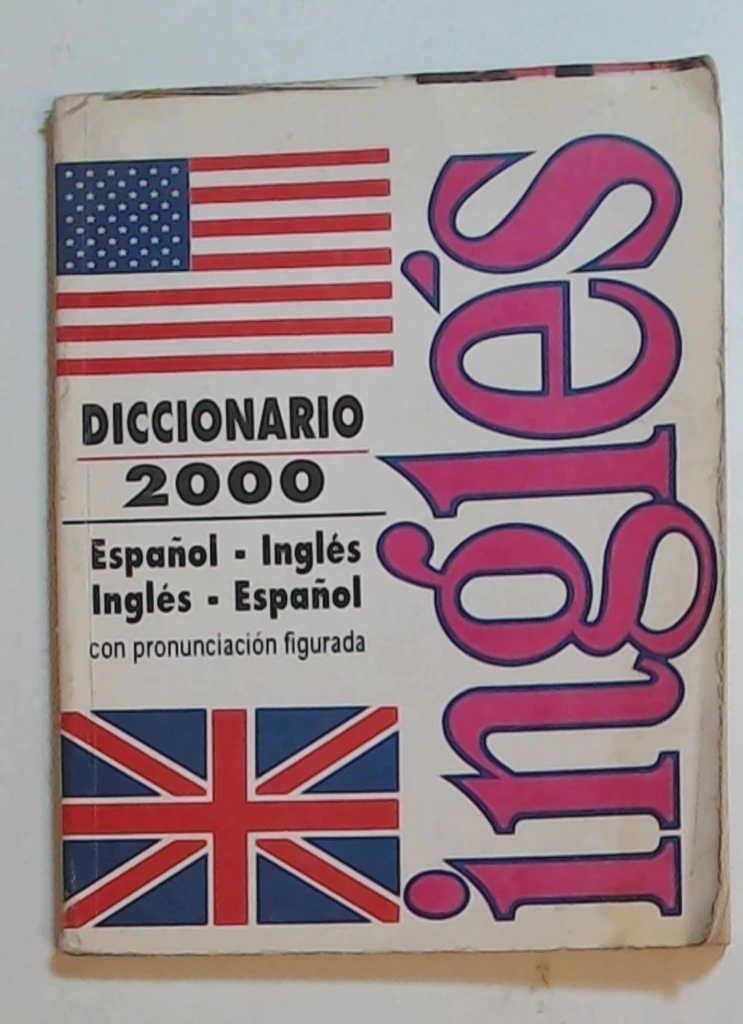 DICCIONARIO
2000
Español - Inglés
Inglés - Español
con pronunciación figurada
inglés